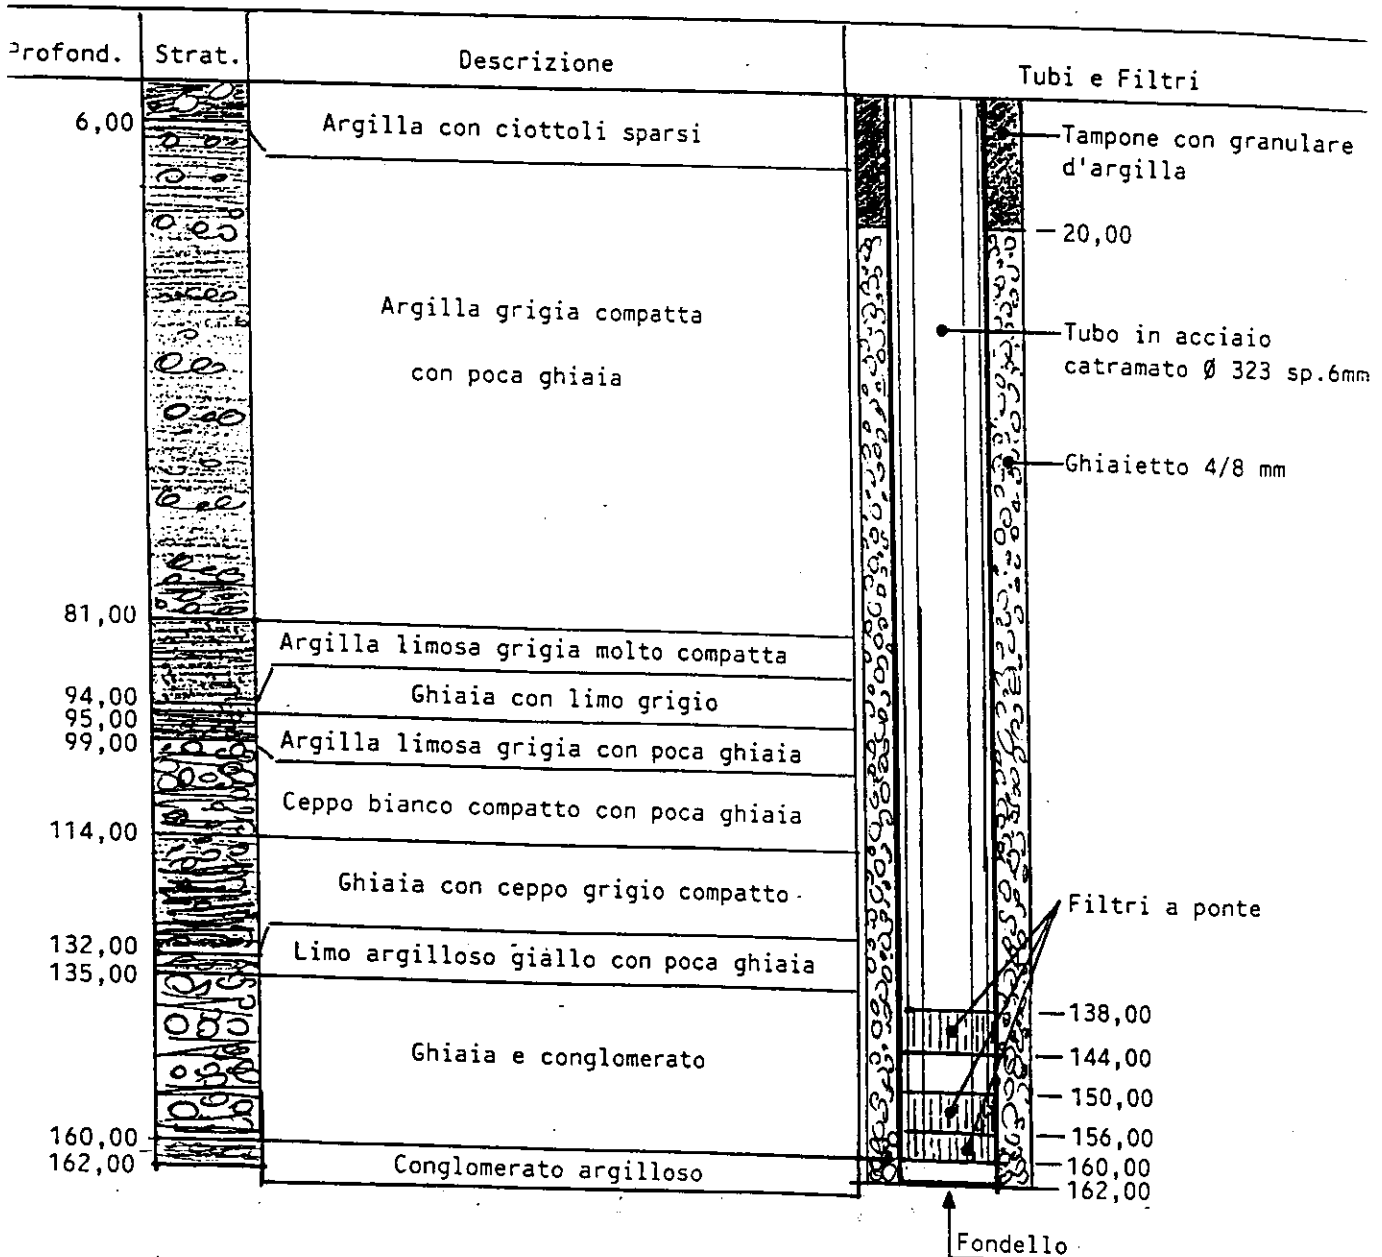 Profond.
Strat.
Descrizione
Tubi e Filtri
6,00
Argilla con ciottoli sparsi
Tampone con granulare
d'argilla
20,00
Argilla grigia compatta
con poca ghiaia
Tubo in acciaio
catramato Ø 323 sp.6mm
Ghiaietto 4/8 mm
81,00
Argilla limosa grigia molto compatta
94,00
Ghiaia con limo grigio
95,00
99,00
Argilla limosa grigia con poca ghiaia
Ceppo bianco compatto con poca ghiaia
114,00
Ghiaia con ceppo grigio compatto
Filtri a ponte
132,00
Limo argilloso giallo con poca ghiaia
135,00
138,00
Ghiaia e conglomerato
144,00
150,00
156,00
160,00
160,00
162,00
Conglomerato argilloso
162,00
Fondello